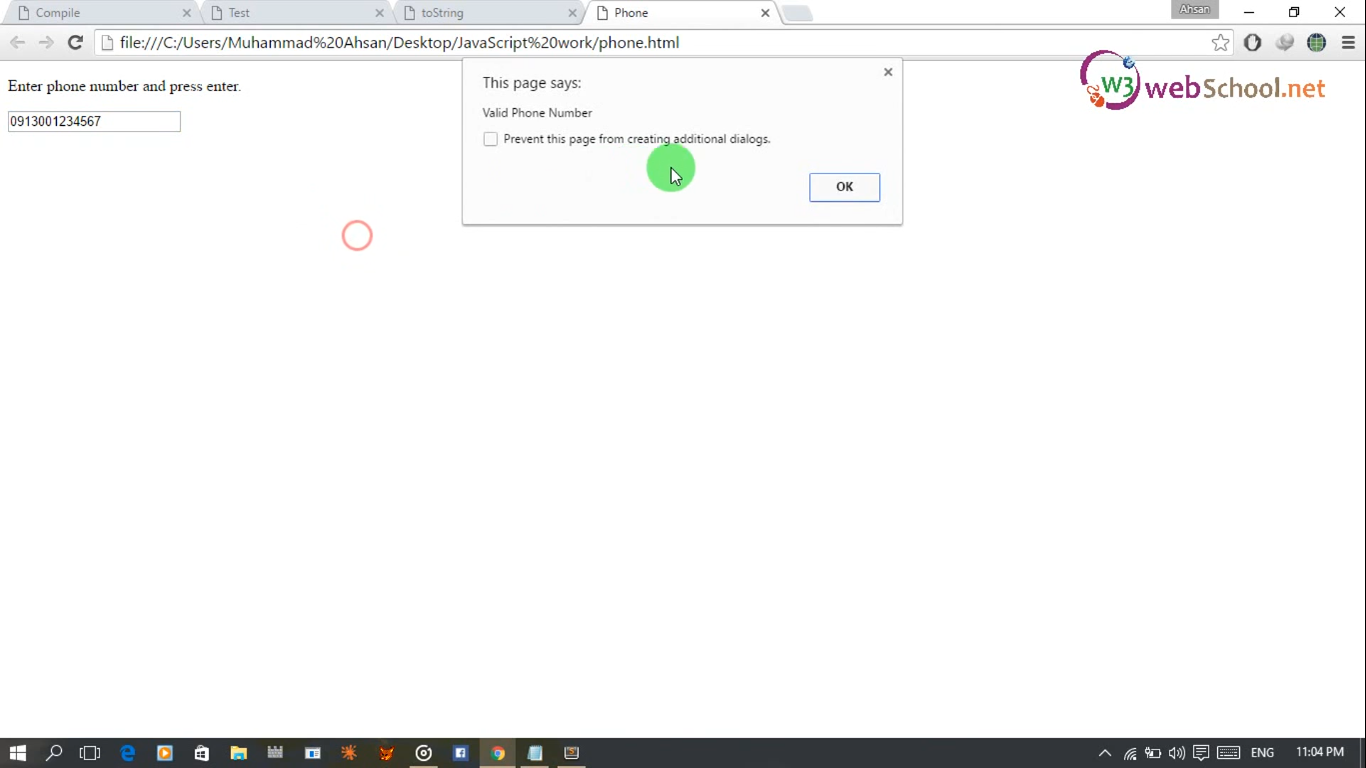 Compile
Test
toString
Phone
Ahsan
file:///C:/Users/Muhammad%20Ahsan/Desktop/JavaScript%20work/phone.html
Enter phone number and press enter.
0913001234567
This page says:
Valid Phone Number
Prevent this page from creating additional dialogs.
OK
W3 webSchool.net
ENG
11:04 PM